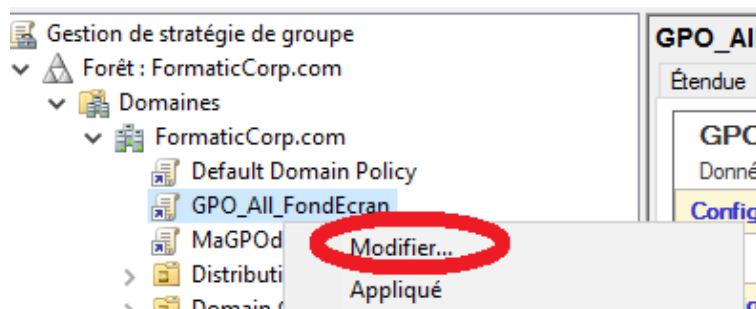 Gestion de stratégie de groupe
Forêt : FormaticCorp.com
Domaines
FormaticCorp.com
Default Domain Policy
GPO_All_FondEcran
MaGPOd
Distributi
Domain
Modifier...
Appliqué
GPO_Al
Étendue
GPO
Donné
Config